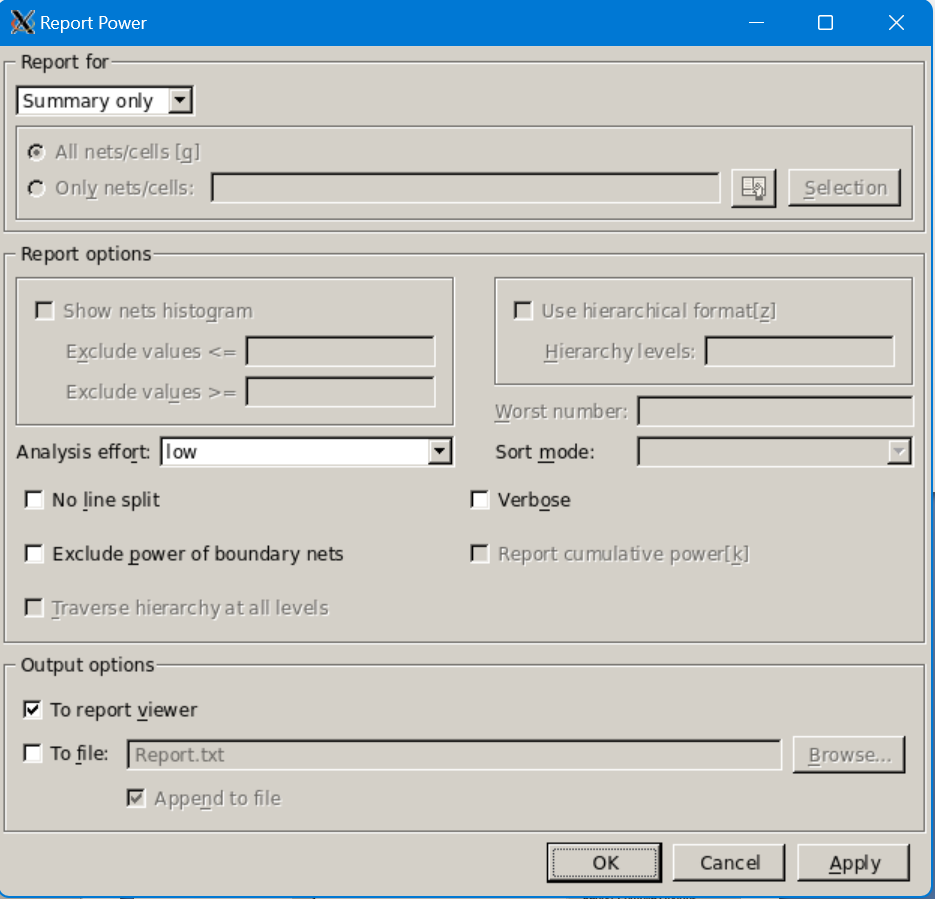 Report Power
Report for
Summary only
All nets/cells [g]
Only nets/cells:
Selection
Report options
Show nets histogram
Exclude values <=
Exclude values >=
Use hierarchical format[z]
Hierarchy levels:
Worst number:
Analysis effort: low
Sort mode:
No line split
Verbose
Exclude power of boundary nets
Report cumulative power[k]
Traverse hierarchy at all levels
Output options
To report viewer
To file: Report.txt
Browse...
Append to file
OK
Cancel
Apply